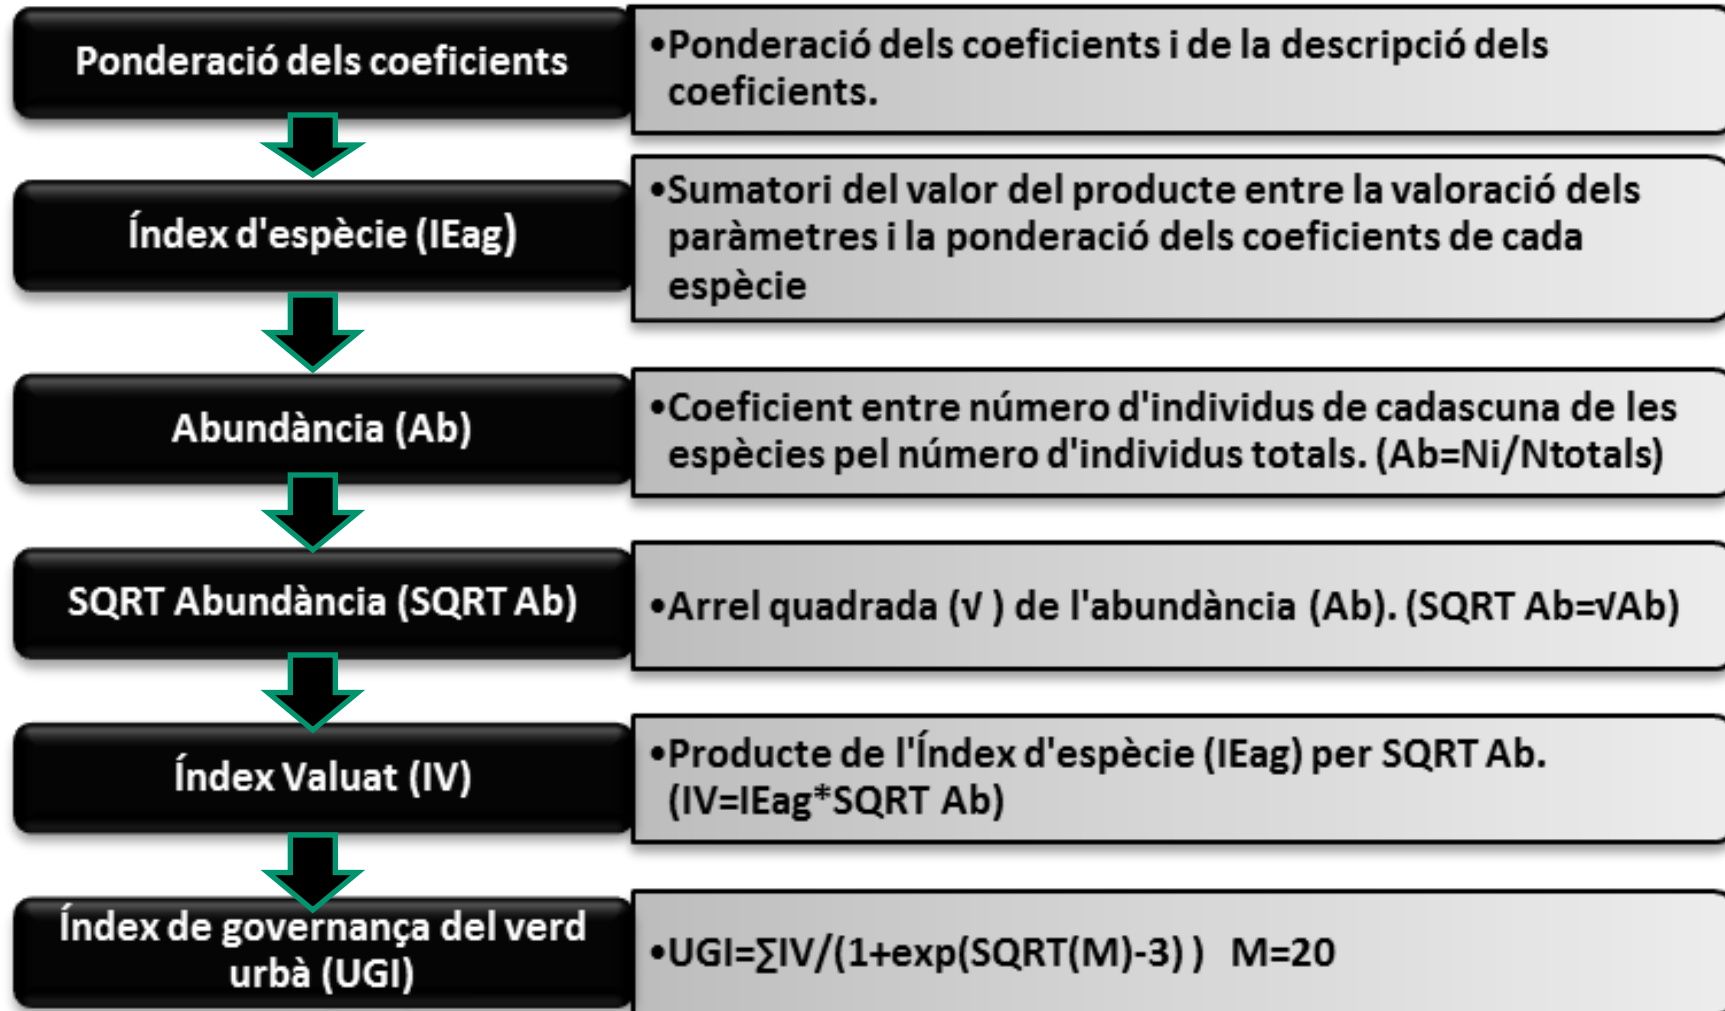 Ponderació dels coeficients
•Ponderació dels coeficients i de la descripció dels
coeficients.
Índex d'espècie (IEag)
•Sumatori del valor del producte entre la valoració dels
paràmetres i la ponderació dels coeficients de cada
espècie
Abundància (Ab)
•Coeficient entre número d'individus de cadascuna de les
espècies pel número d'individus totals. (Ab=Ni/Ntotals)
SQRT Abundància (SQRT Ab)
•Arrel quadrada (√ ) de l'abundància (Ab). (SQRT Ab=√Ab)
Índex Valuat (IV)
•Producte de l'Índex d'espècie (IEag) per SQRT Ab.
(IV=IEag*SQRT Ab)
Índex de governança del verd
urbà (UGI)
•UGI=∑IV/(1+exp(SQRT(M)-3) ) M=20